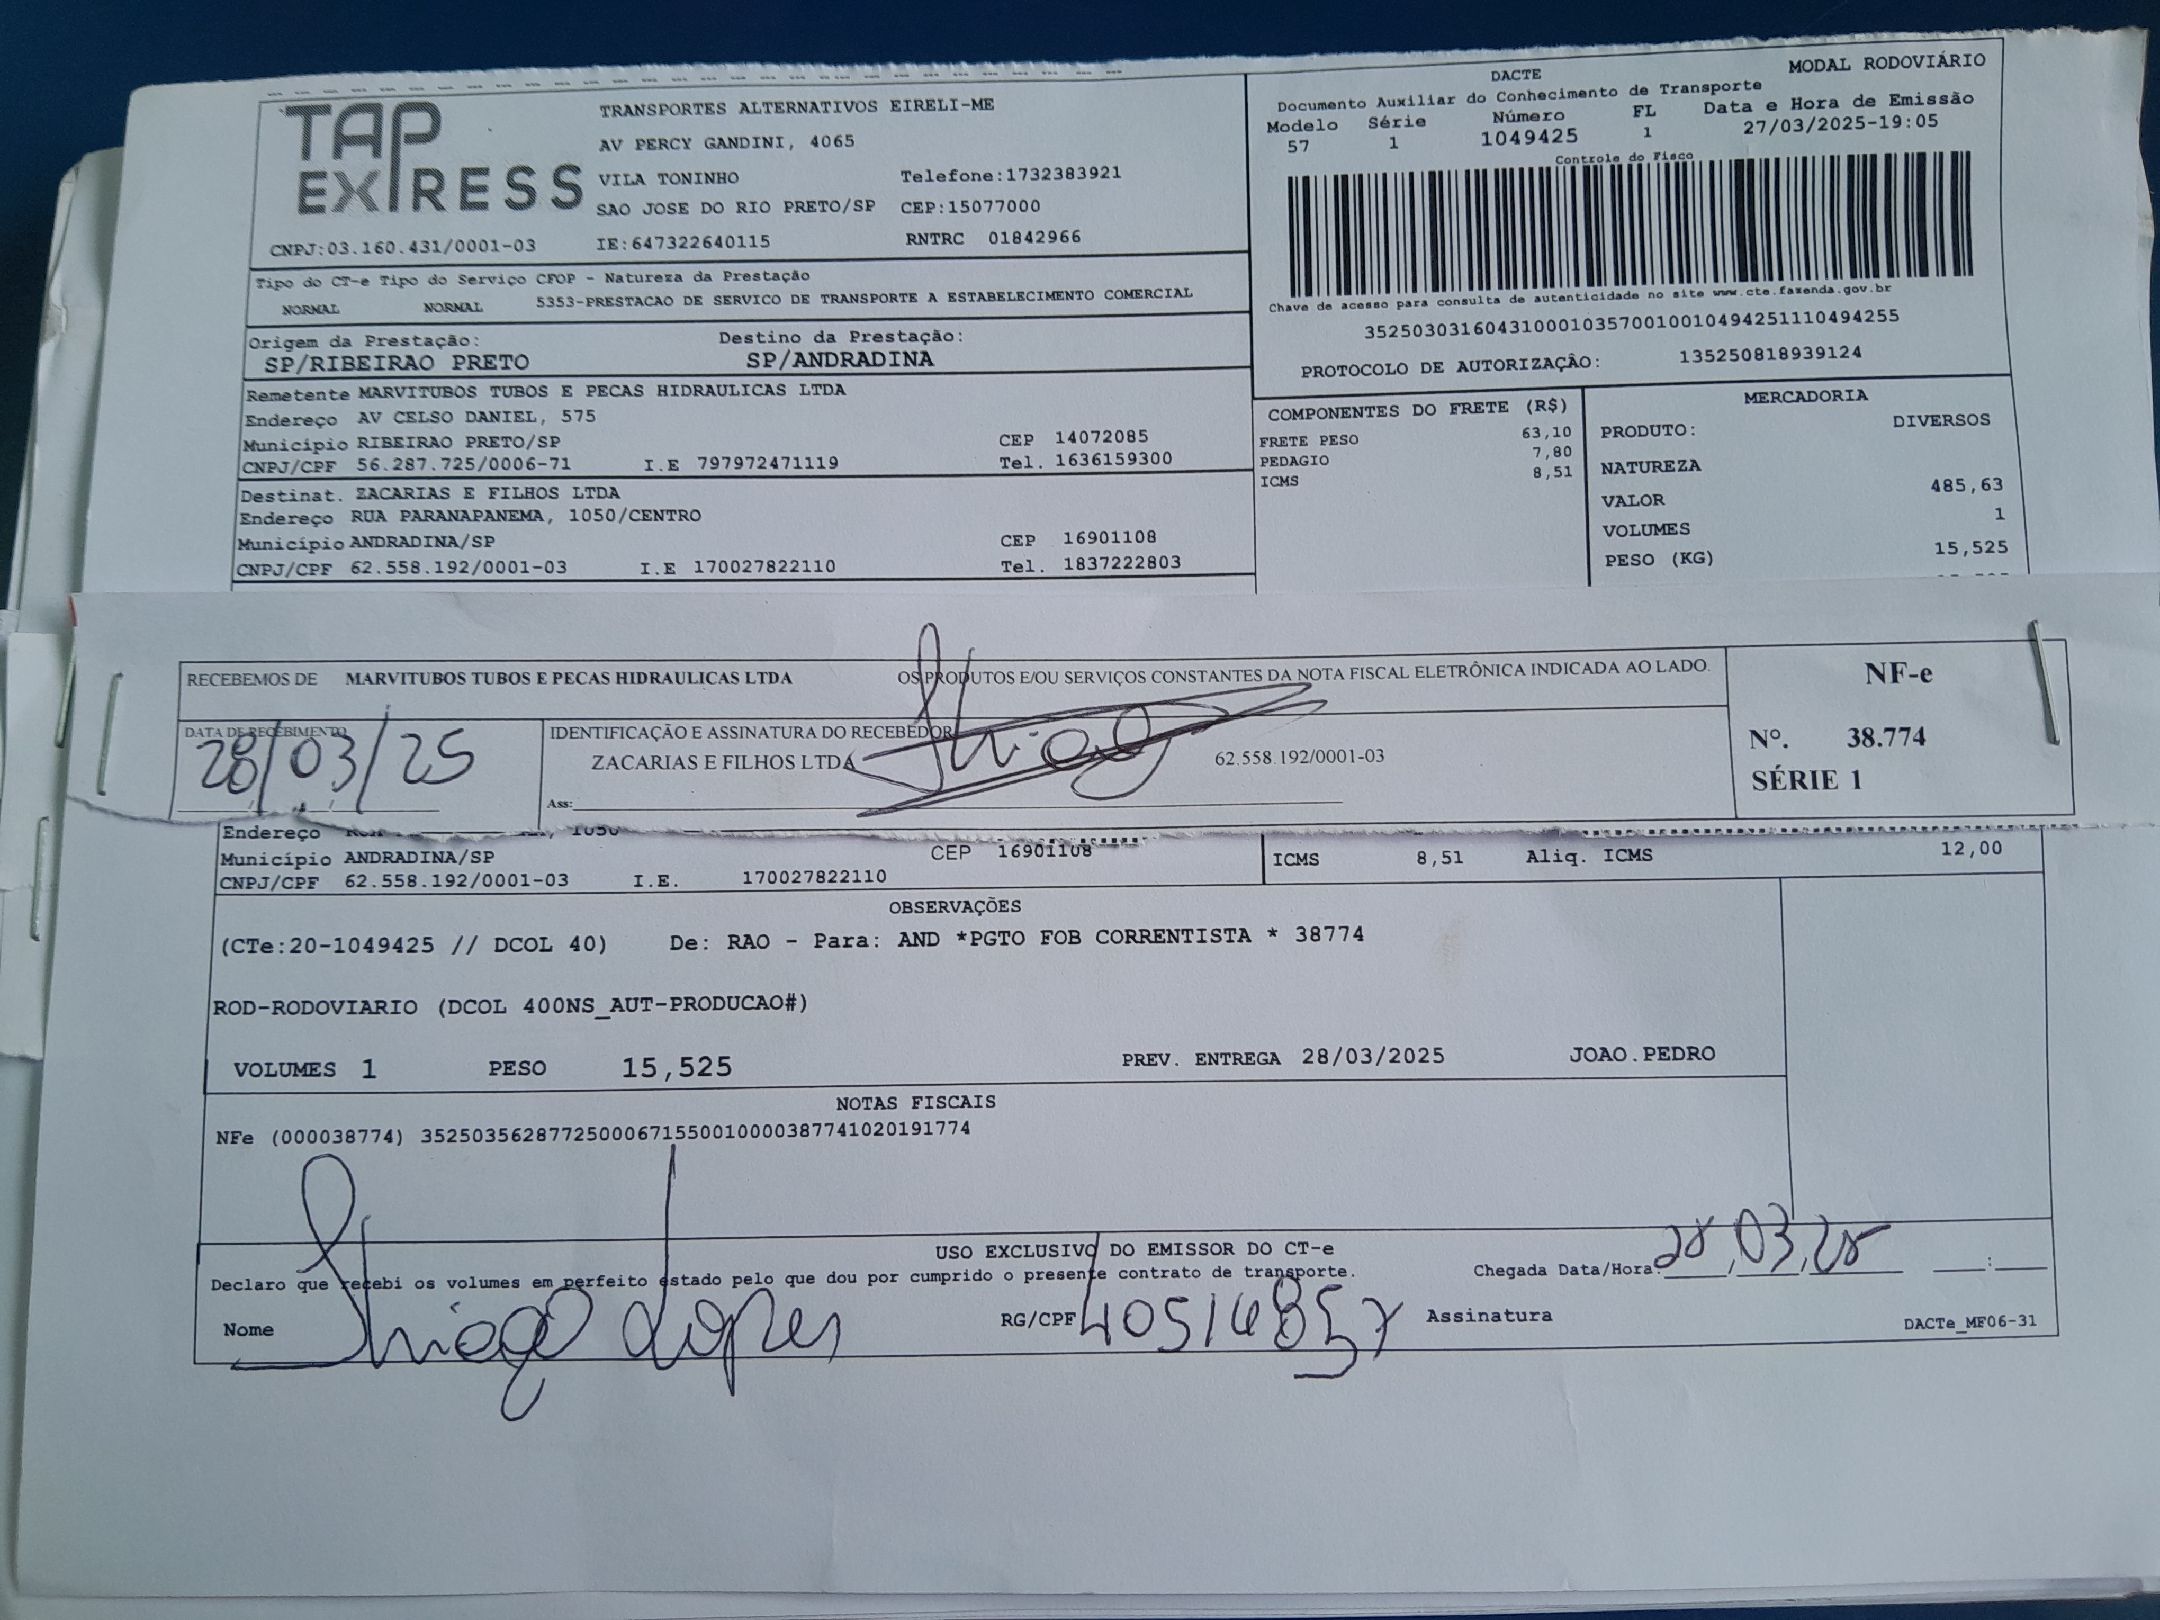 TAP EXPRESS
TRANSPORTES ALTERNATIVOS EIRELI-ME
AV PERCY GANDINI, 4065
VILA TONINHO Telefone:1732383921
SAO JOSE DO RIO PRETO/SP CEP:15077000
CNPJ:03.160.431/0001-03 IE:647322640115 RNTRC 01842966
DACTE MODAL RODOVIÁRIO
Documento Auxiliar do Conhecimento de Transporte
Modelo Série Número FL Data e Hora de Emissão
57 1 1049425 1 27/03/2025-19:05
Controle do Fisco
Chave de acesso para consulta de autenticidade no site www.cte.fazenda.gov.br
35250303160431000103570010010494251110494255
PROTOCOLO DE AUTORIZAÇÃO: 135250818939124
Tipo do CT-e Tipo do Serviço CFOP - Natureza da Prestação
NORMAL NORMAL 5353-PRESTACAO DE SERVICO DE TRANSPORTE A ESTABELECIMENTO COMERCIAL
Origem da Prestação: Destino da Prestação:
SP/RIBEIRAO PRETO SP/ANDRADINA
Remetente MARVITUBOS TUBOS E PECAS HIDRAULICAS LTDA
Endereço AV CELSO DANIEL, 575
Município RIBEIRAO PRETO/SP CEP 14072085
CNPJ/CPF 56.287.725/0006-71 I.E 797972471119 Tel. 1636159300
Destinat. ZACARIAS E FILHOS LTDA
Endereço RUA PARANAPANEMA, 1050/CENTRO
Município ANDRADINA/SP CEP 16901108
CNPJ/CPF 62.558.192/0001-03 I.E 170027822110 Tel. 1837222803
COMPONENTES DO FRETE (R$)
FRETE PESO 63,10
PEDAGIO 7,80
ICMS 8,51
MERCADORIA
PRODUTO: DIVERSOS
NATUREZA
VALOR 485,63
VOLUMES 1
PESO (KG) 15,525
RECEBEMOS DE MARVITUBOS TUBOS E PECAS HIDRAULICAS LTDA OS PRODUTOS E/OU SERVIÇOS CONSTANTES DA NOTA FISCAL ELETRÔNICA INDICADA AO LADO.
DATA DE RECEBIMENTO
28/03/25
IDENTIFICAÇÃO E ASSINATURA DO RECEBEDOR
ZACARIAS E FILHOS LTDA Thiago 62.558.192/0001-03
Ass:
NF-e
Nº. 38.774
SÉRIE 1
Endereço 1050
Município ANDRADINA/SP CEP 16901108
CNPJ/CPF 62.558.192/0001-03 I.E. 170027822110
ICMS 8,51 Aliq. ICMS 12,00
OBSERVAÇÕES
(CTe:20-1049425 // DCOL 40) De: RAO - Para: AND *PGTO FOB CORRENTISTA * 38774
ROD-RODOVIARIO (DCOL 400NS_AUT-PRODUCAO#)
VOLUMES 1 PESO 15,525 PREV. ENTREGA 28/03/2025 JOAO.PEDRO
NOTAS FISCAIS
NFe (000038774) 35250356287725000671550010000387741020191774
USO EXCLUSIVO DO EMISSOR DO CT-e
Declaro que recebi os volumes em perfeito estado pelo que dou por cumprido o presente contrato de transporte. Chegada Data/Hora: 28,03,25 :
Nome Thiago Lopes RG/CPF 405148857 Assinatura
DACTe_MF06-31